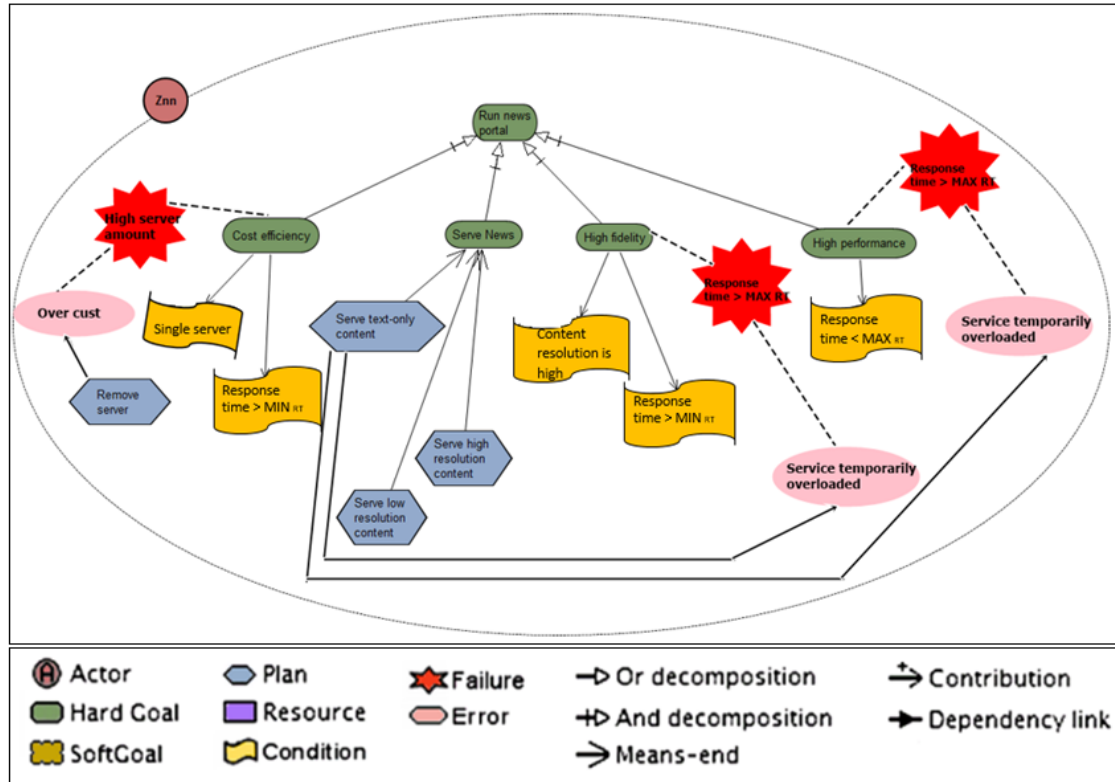 Znn
Run news
portal
Response
time > MAX RT
High server
amount
Cost efficiency
Serve News
High fidelity
High performance
Response
time > MAX RT
Over cust
Single server
Serve text-only
content
Content
resolution is
high
Response
time < MAX RT
Service temporarily
overloaded
Remove
server
Response
time > MIN RT
Response
time > MIN RT
Serve high
resolution
content
Service temporarily
overloaded
Serve low
resolution
content
A Actor
Plan
Failure
Or decomposition
+ Contribution
Hard Goal
Resource
Error
And decomposition
Dependency link
SoftGoal
Condition
Means-end